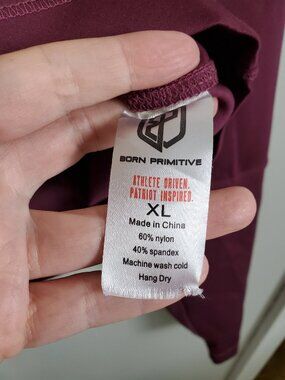 BORN PRIMITIVE
ATHLETE DRIVEN.
PATRIOT INSPIRED.
XL
Made in China
60% nylon
40% spandex
Machine wash cold
Hang Dry